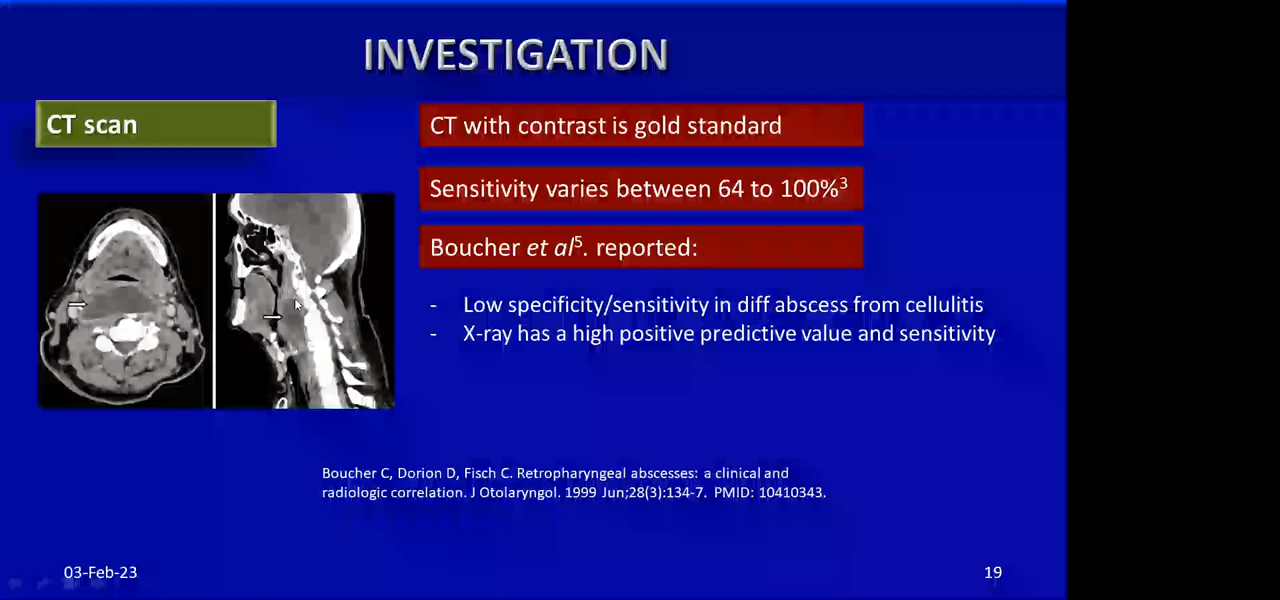 INVESTIGATION
CT scan
CT with contrast is gold standard
Sensitivity varies between 64 to 100%³
Boucher et al⁵. reported:
- Low specificity/sensitivity in diff abscess from cellulitis
- X-ray has a high positive predictive value and sensitivity
Boucher C, Dorion D, Fisch C. Retropharyngeal abscesses: a clinical and
radiologic correlation. J Otolaryngol. 1999 Jun;28(3):134-7. PMID: 10410343.
03-Feb-23
19